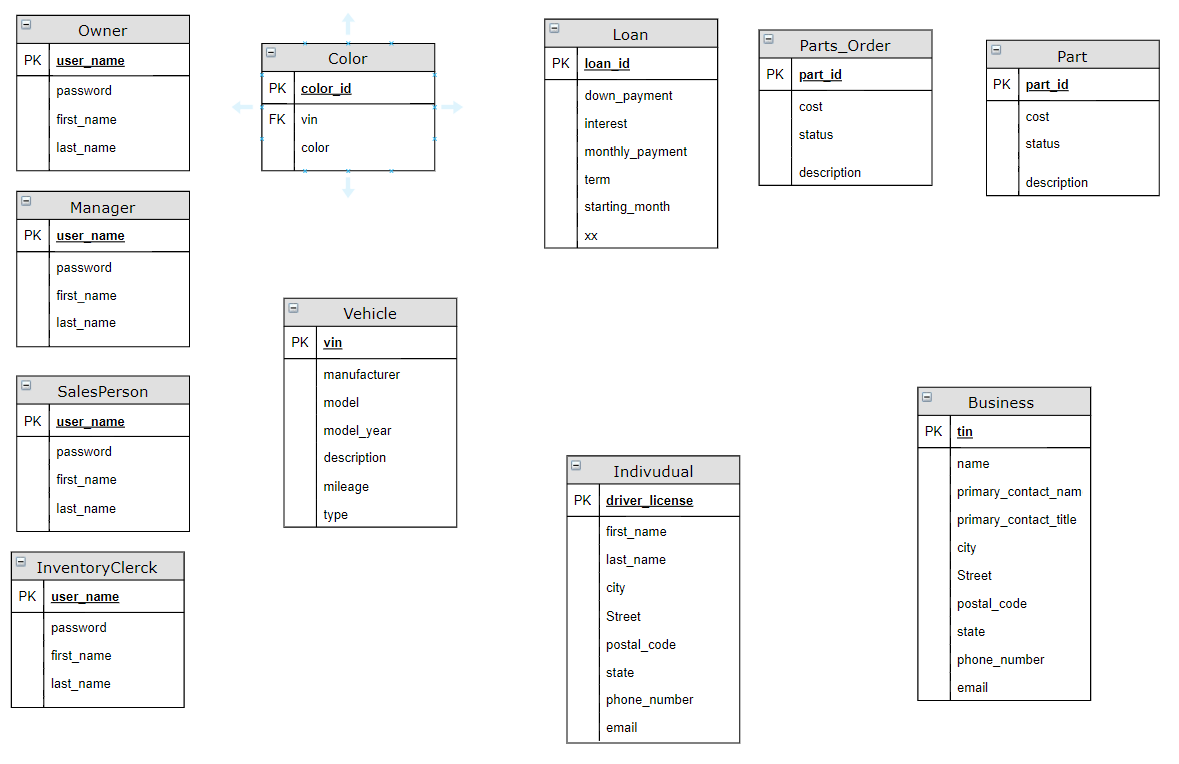 Owner
PK user_name
password
first_name
last_name
Manager
PK user_name
password
first_name
last_name
SalesPerson
PK user_name
password
first_name
last_name
InventoryClerck
PK user_name
password
first_name
last_name
Color
PK color_id
FK vin
color
Vehicle
PK vin
manufacturer
model
model_year
description
mileage
type
Loan
PK loan_id
down_payment
interest
monthly_payment
term
starting_month
xx
Parts_Order
PK part_id
cost
status
description
Part
PK part_id
cost
status
description
Indivudual
PK driver_license
first_name
last_name
city
Street
postal_code
state
phone_number
email
Business
PK tin
name
primary_contact_nam
primary_contact_title
city
Street
postal_code
state
phone_number
email